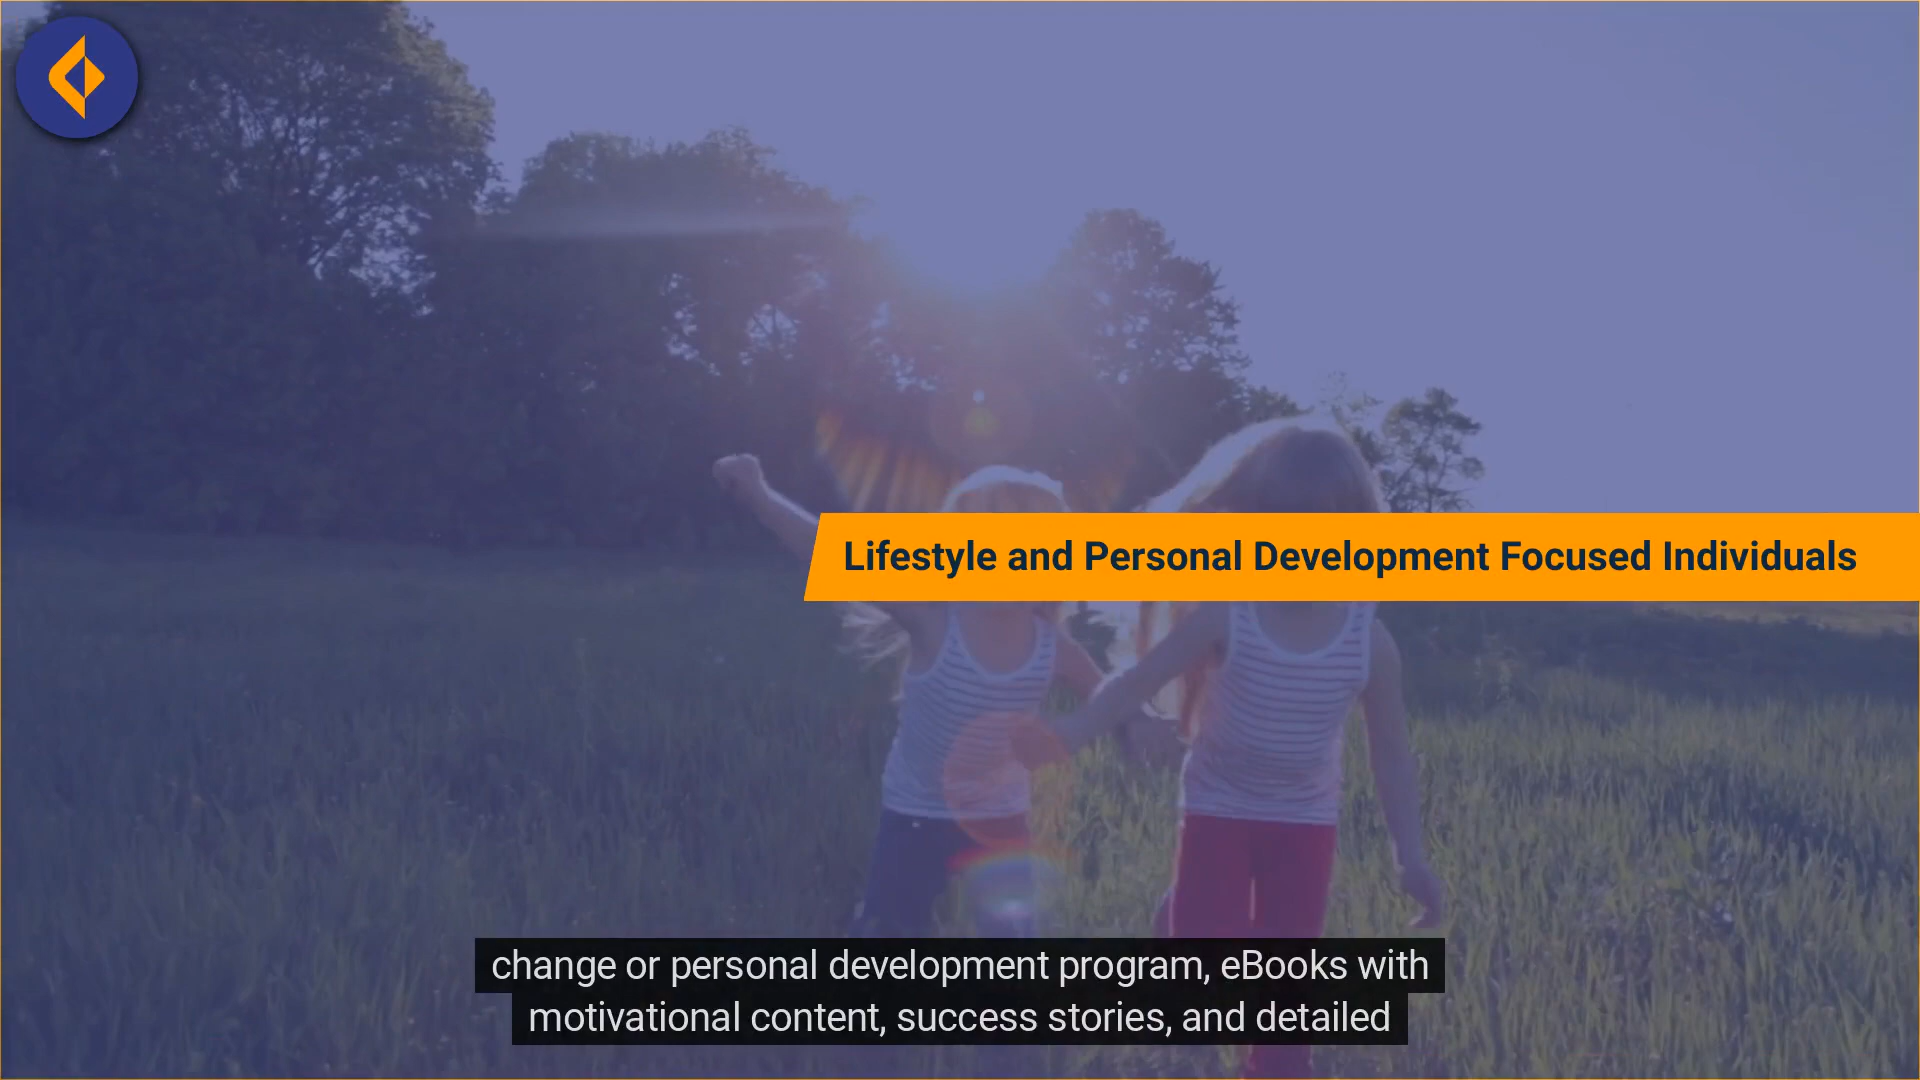 Lifestyle and Personal Development Focused Individuals
change or personal development program, eBooks with
motivational content, success stories, and detailed